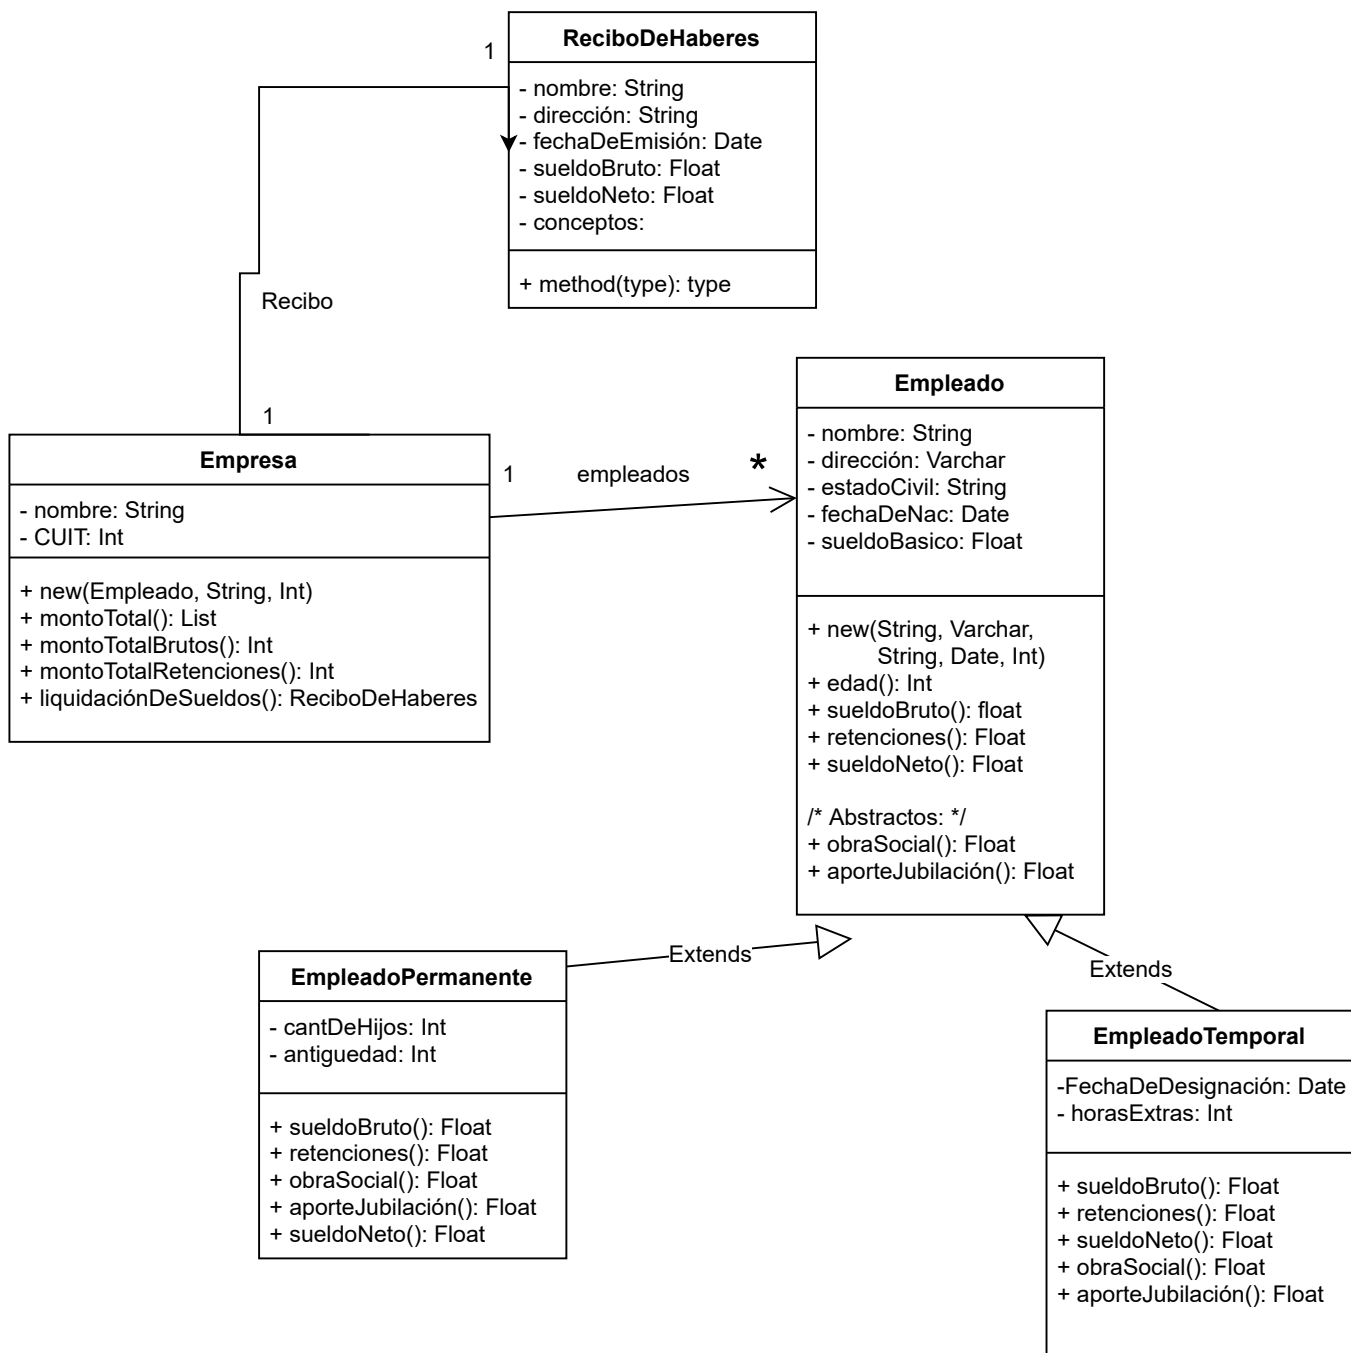 ReciboDeHaberes
1
- nombre: String
- dirección: String
- fechaDeEmisión: Date
- sueldoBruto: Float
- sueldoNeto: Float
- conceptos:
+ method(type): type
Recibo
1
Empresa
- nombre: String
- CUIT: Int
+ new(Empleado, String, Int)
+ montoTotal(): List
+ montoTotalBrutos(): Int
+ montoTotalRetenciones(): Int
+ liquidaciónDeSueldos(): ReciboDeHaberes
1
empleados
*
Empleado
- nombre: String
- dirección: Varchar
- estadoCivil: String
- fechaDeNac: Date
- sueldoBasico: Float
+ new(String, Varchar,
String, Date, Int)
+ edad(): Int
+ sueldoBruto(): float
+ retenciones(): Float
+ sueldoNeto(): Float
/* Abstractos: */
+ obraSocial(): Float
+ aporteJubilación(): Float
Extends
Extends
EmpleadoPermanente
- cantDeHijos: Int
- antiguedad: Int
+ sueldoBruto(): Float
+ retenciones(): Float
+ obraSocial(): Float
+ aporteJubilación(): Float
+ sueldoNeto(): Float
EmpleadoTemporal
-FechaDeDesignación: Date
- horasExtras: Int
+ sueldoBruto(): Float
+ retenciones(): Float
+ sueldoNeto(): Float
+ obraSocial(): Float
+ aporteJubilación(): Float